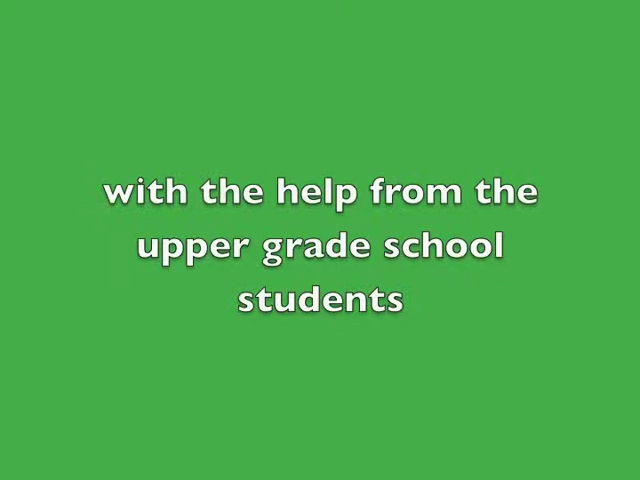 with the help from the
upper grade school
students